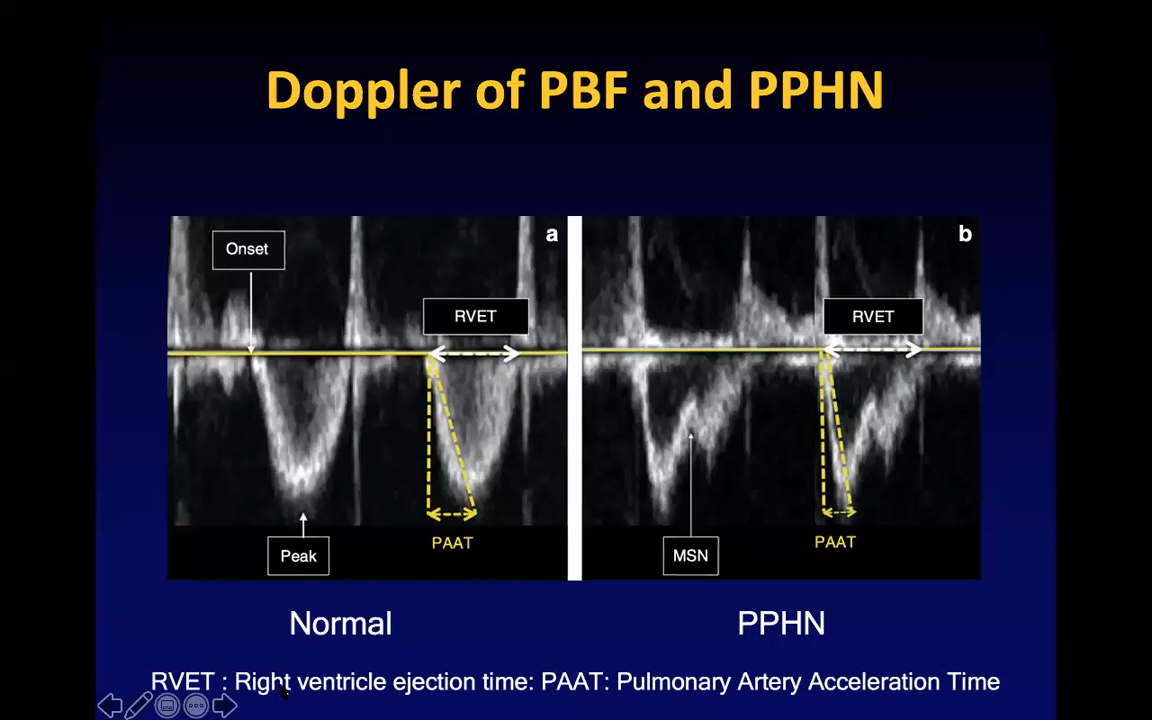 Doppler of PBF and PPHN
Onset
a
RVET
PAAT
Peak
b
RVET
PAAT
MSN
Normal
PPHN
RVET : Right ventricle ejection time: PAAT: Pulmonary Artery Acceleration Time